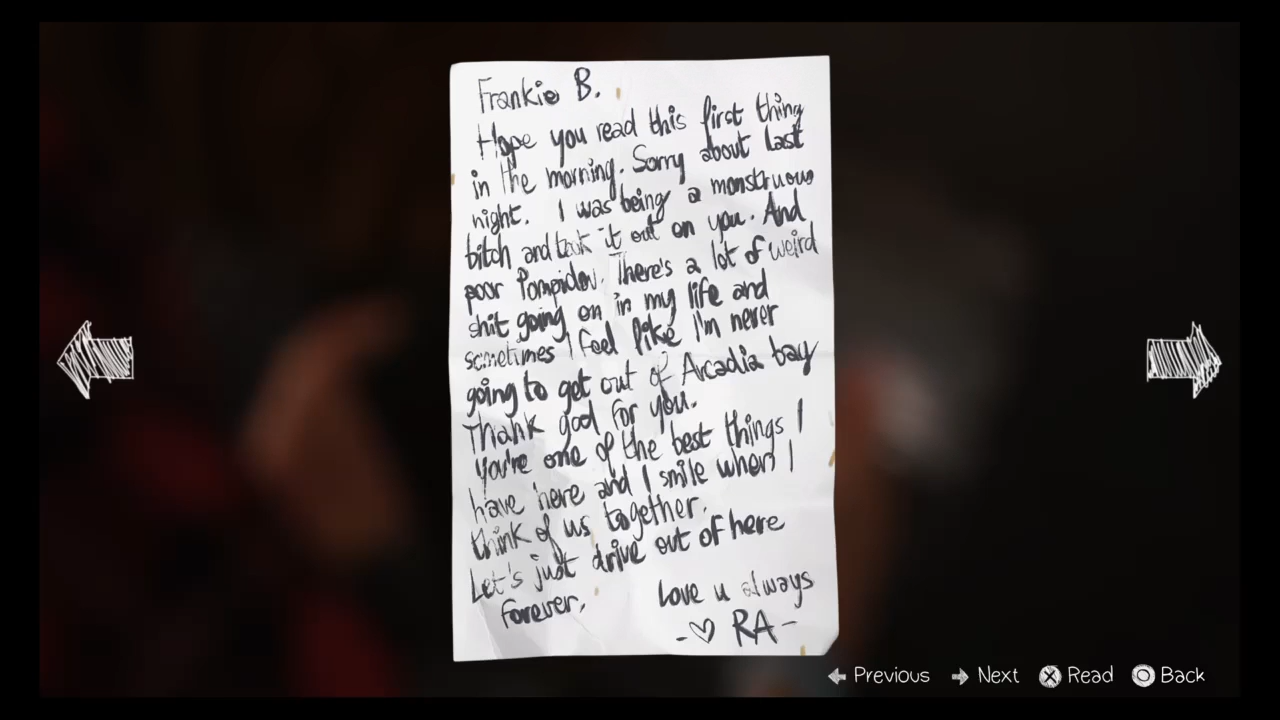 Frankie B.
Hope you read this first thing
in the morning. Sorry about last
night. I was being a monstruous
bitch and took it out on you. And
poor Pompidou. There's a lot of weird
shit going on in my life and
sometimes I feel like I'm never
going to get out of Arcadia bay
Thank god for you.
You're one of the best things I
have here and I smile when I
think of us together.
Let's just drive out of here
forever.
Love u always
-♡ RA-
Previous Next Read Back